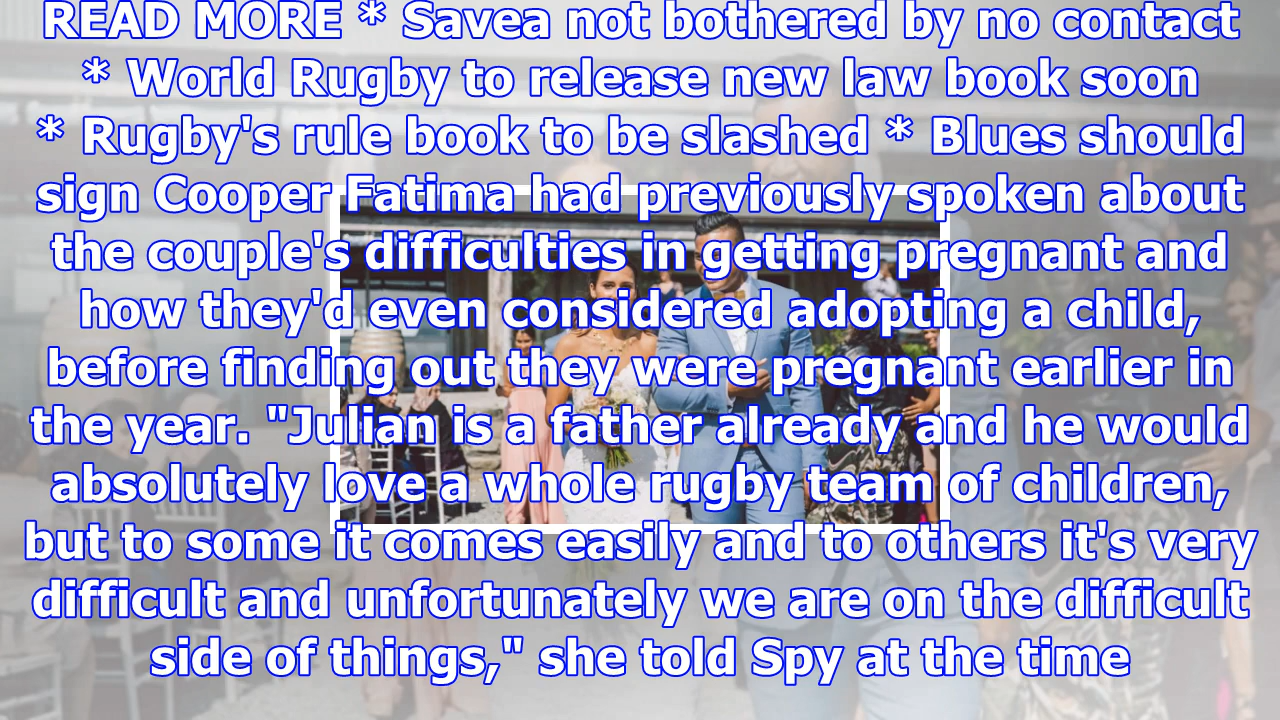 READ MORE * Savea not bothered by no contact
* World Rugby to release new law book soon
* Rugby's rule book to be slashed * Blues should
sign Cooper Fatima had previously spoken about
the couple's difficulties in getting pregnant and
how they'd even considered adopting a child,
before finding out they were pregnant earlier in
the year. "Julian is a father already and he would
absolutely love a whole rugby team of children,
but to some it comes easily and to others it's very
difficult and unfortunately we are on the difficult
side of things," she told Spy at the time